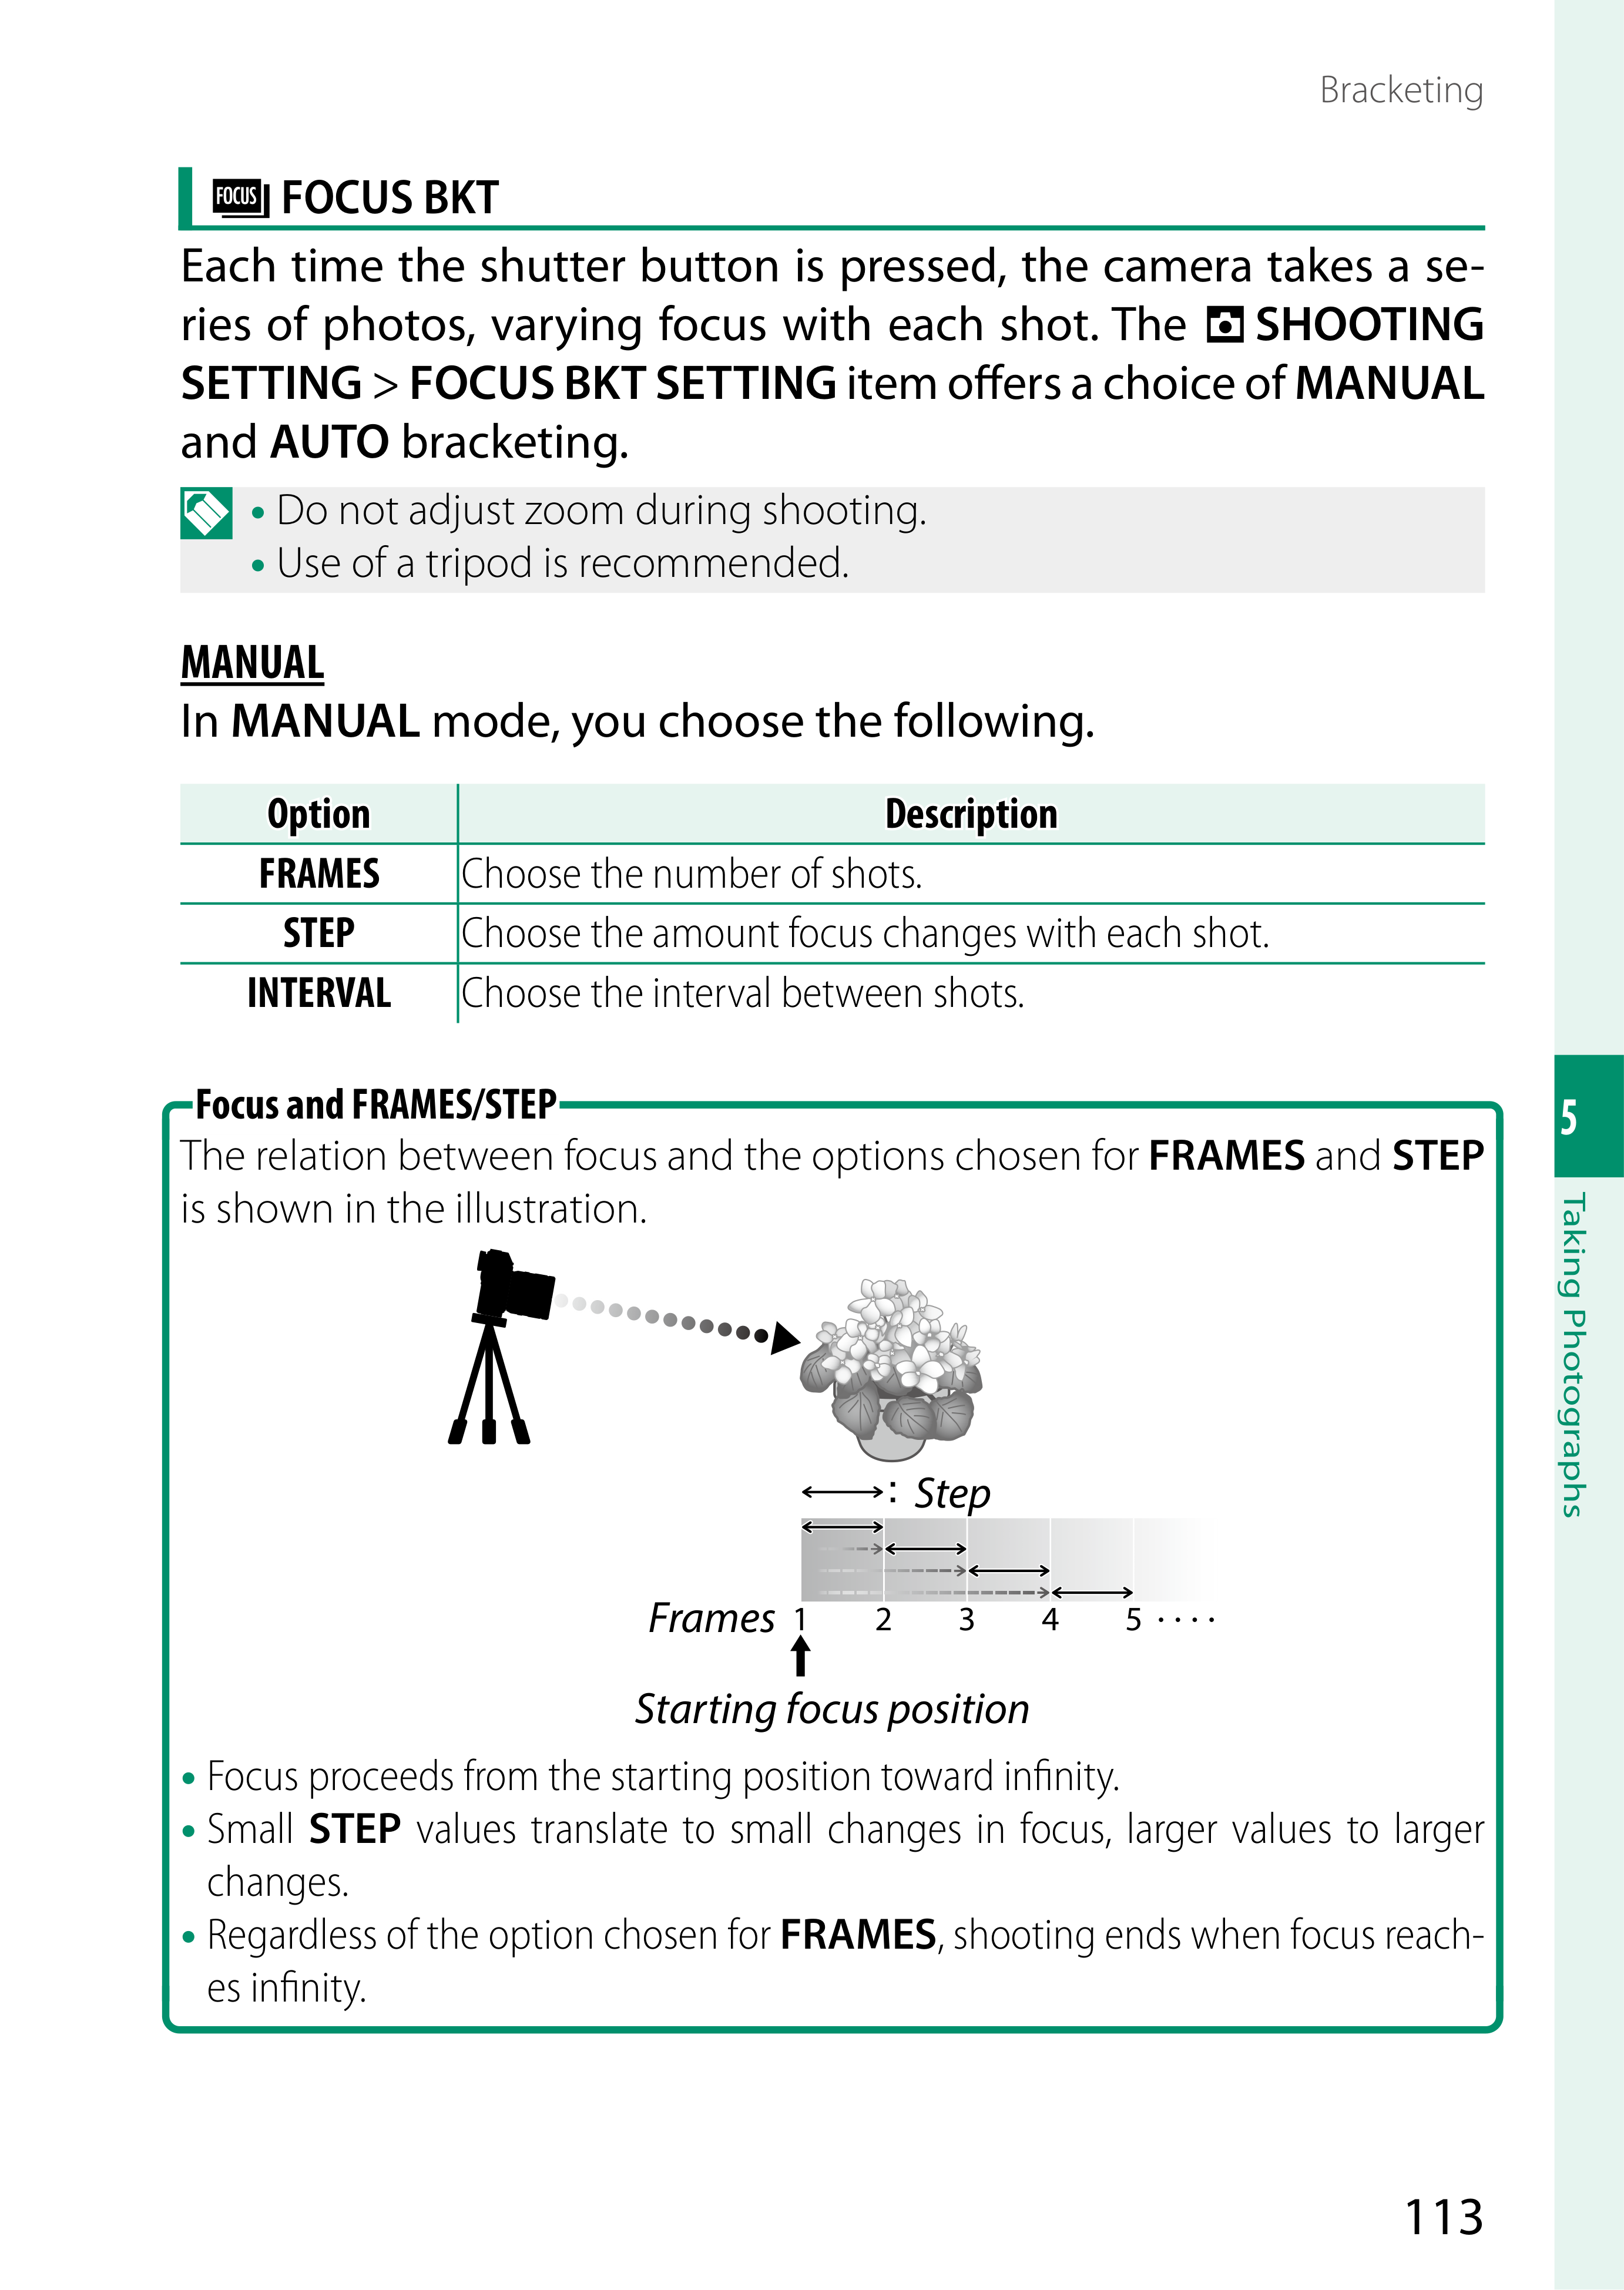 Bracketing
FOCUS FOCUS BKT
Each time the shutter button is pressed, the camera takes a se-
ries of photos, varying focus with each shot. The SHOOTING
SETTING > FOCUS BKT SETTING item offers a choice of MANUAL
and AUTO bracketing.
• Do not adjust zoom during shooting.
• Use of a tripod is recommended.
MANUAL
In MANUAL mode, you choose the following.
Option Description
FRAMES Choose the number of shots.
STEP Choose the amount focus changes with each shot.
INTERVAL Choose the interval between shots.
Focus and FRAMES/STEP
The relation between focus and the options chosen for FRAMES and STEP
is shown in the illustration.
: Step
Frames 1 2 3 4 5 ····
Starting focus position
• Focus proceeds from the starting position toward infinity.
• Small STEP values translate to small changes in focus, larger values to larger
changes.
• Regardless of the option chosen for FRAMES, shooting ends when focus reach-
es infinity.
5
Taking Photographs
113